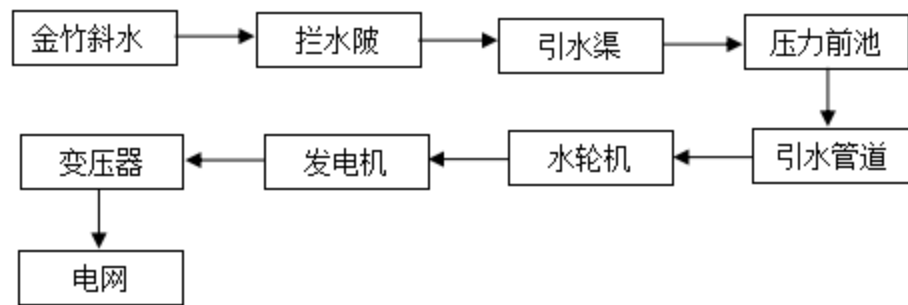 金竹斜水
拦水陂
引水渠
压力前池
引水管道
水轮机
发电机
变压器
电网